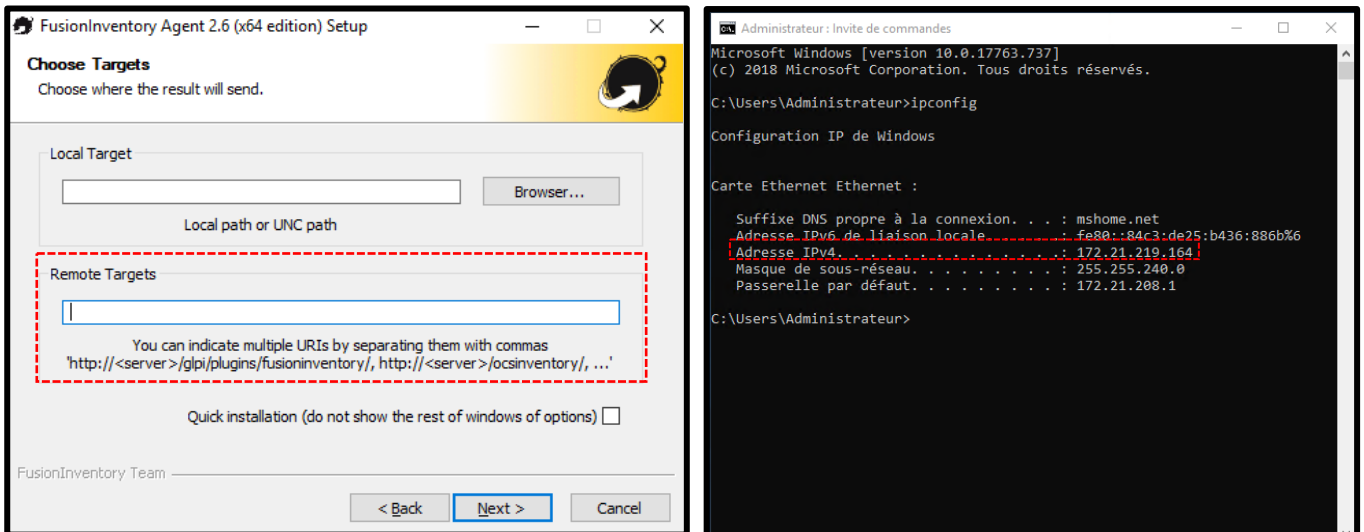 FusionInventory Agent 2.6 (x64 edition) Setup
Choose Targets
Choose where the result will send.
Local Target
Browser...
Local path or UNC path
Remote Targets
You can indicate multiple URIs by separating them with commas
'http://<server>/glpi/plugins/fusioninventory/, http://<server>/ocsinventory/, ...'
Quick installation (do not show the rest of windows of options)
FusionInventory Team
< Back
Next >
Cancel
Administrateur : Invite de commandes
Microsoft Windows [version 10.0.17763.737]
(c) 2018 Microsoft Corporation. Tous droits réservés.
C:\Users\Administrateur>ipconfig
Configuration IP de Windows
Carte Ethernet Ethernet :
Suffixe DNS propre à la connexion. . . : mshome.net
Adresse IPv6 de liaison locale. . . . .: fe80::84c3:de25:b436:886b%6
Adresse IPv4. . . . . . . . . . . . . .: 172.21.219.164
Masque de sous-réseau. . . . . . . . . : 255.255.240.0
Passerelle par défaut. . . . . . . . . : 172.21.208.1
C:\Users\Administrateur>